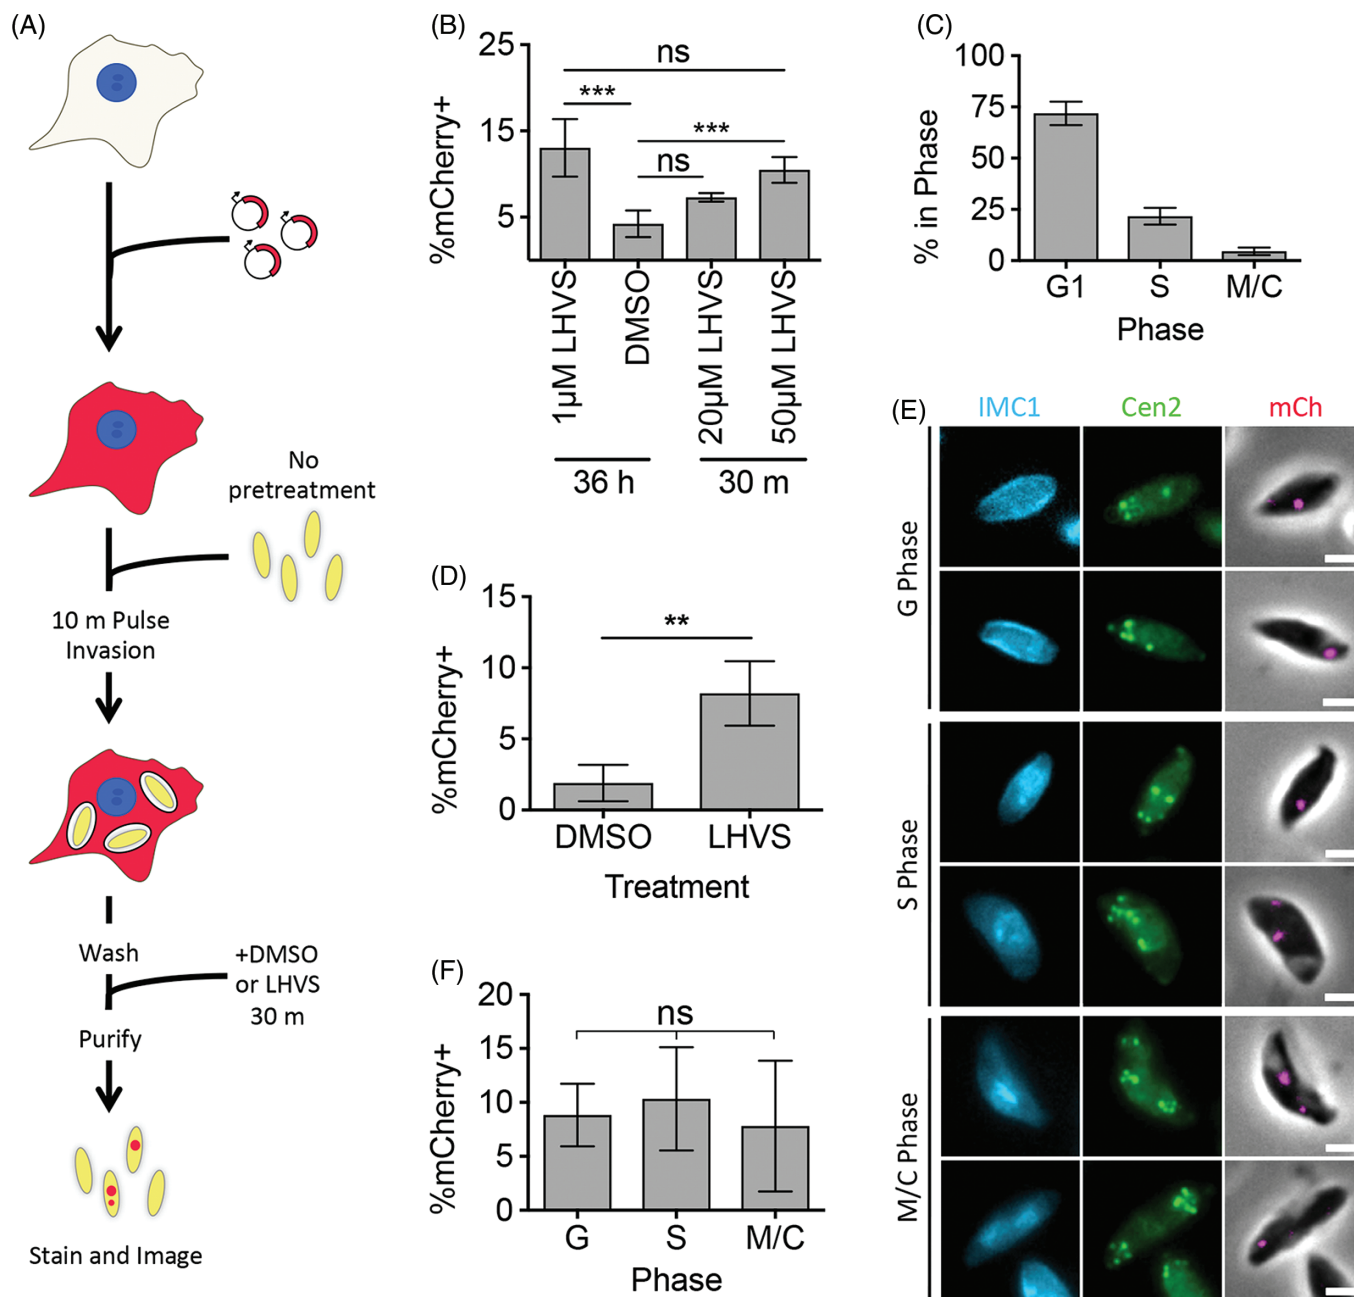 (A)
No
pretreatment
10 m Pulse
Invasion
Wash
+DMSO
or LHVS
30 m
Purify
Stain and Image
(B)
%mCherry+
25
15
5
ns
***
***
ns
1µM LHVS
DMSO
20µM LHVS
50µM LHVS
36 h
30 m
(C)
% in Phase
100
75
50
25
0
G1
S
M/C
Phase
(D)
%mCherry+
15
10
5
0
**
DMSO
LHVS
Treatment
(E)
IMC1
Cen2
mCh
G Phase
S Phase
M/C Phase
(F)
%mCherry+
20
15
10
5
0
ns
G
S
M/C
Phase